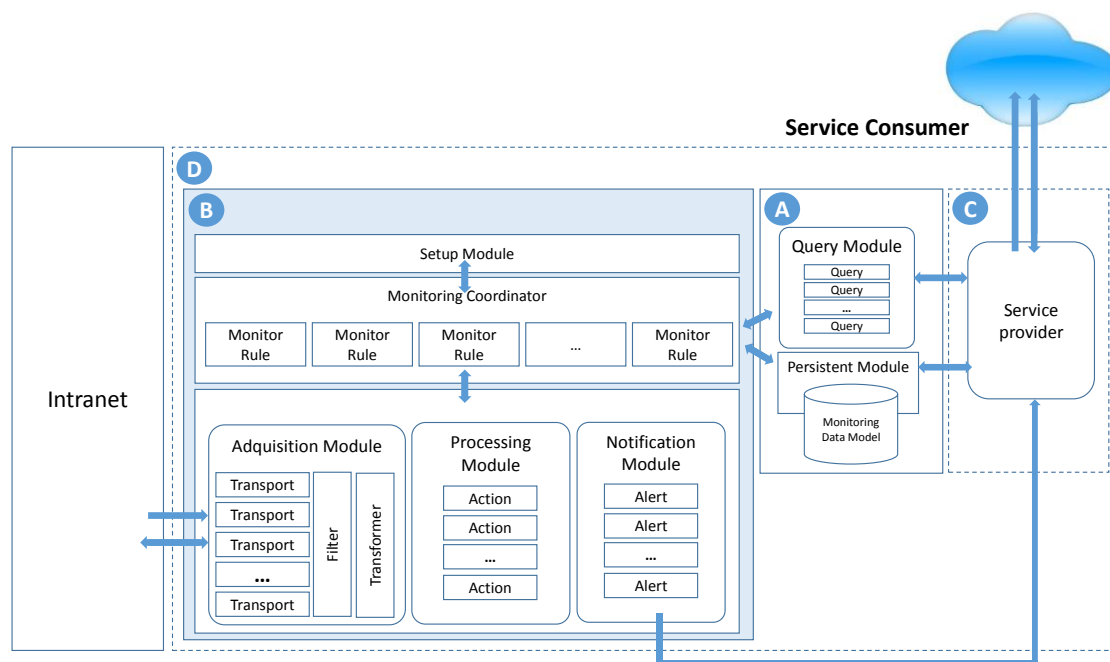 Service Consumer
D
B
A
C
Intranet
Setup Module
Monitoring Coordinator
Monitor
Rule
Monitor
Rule
Monitor
Rule
...
Monitor
Rule
Query Module
Query
Query
...
Query
Persistent Module
Monitoring
Data Model
Service
provider
Adquisition Module
Transport
Transport
Transport
...
Transport
Filter
Transformer
Processing
Module
Action
Action
...
Action
Notification
Module
Alert
Alert
...
Alert